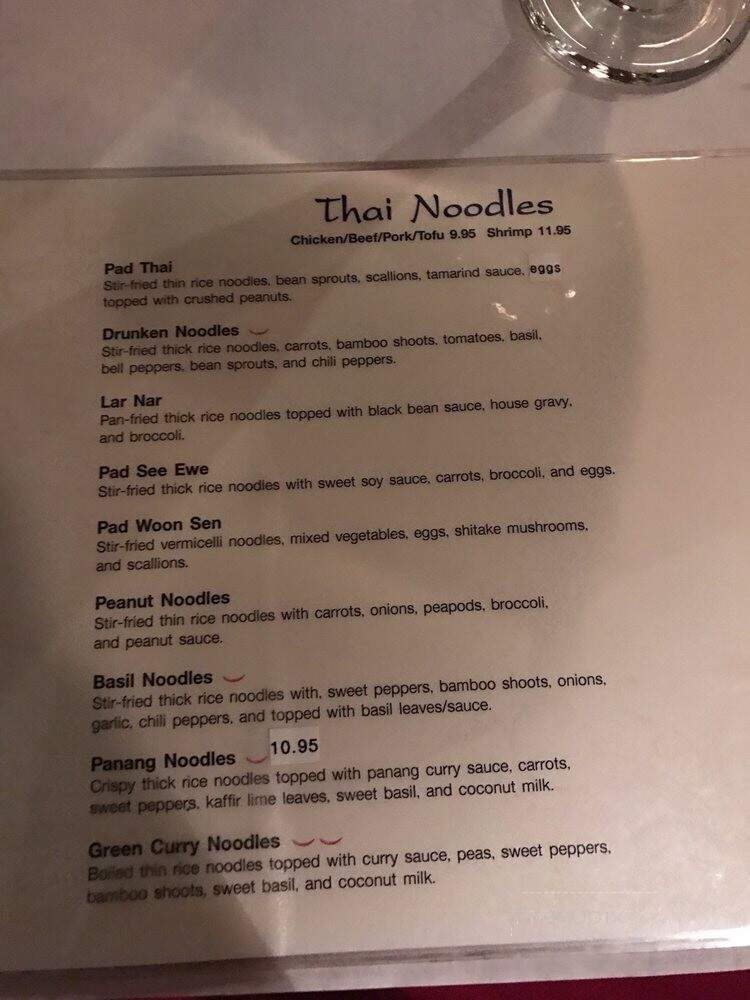 Thai Noodles
Chicken/Beef/Pork/Tofu 9.95 Shrimp 11.95
Pad Thai
Stir-fried thin rice noodles, bean sprouts, scallions, tamarind sauce, eggs
topped with crushed peanuts.
Drunken Noodles
Stir-fried thick rice noodles, carrots, bamboo shoots, tomatoes, basil,
bell peppers, bean sprouts, and chili peppers.
Lar Nar
Pan-fried thick rice noodles topped with black bean sauce, house gravy,
and broccoli.
Pad See Ewe
Stir-fried thick rice noodles with sweet soy sauce, carrots, broccoli, and eggs.
Pad Woon Sen
Stir-fried vermicelli noodles, mixed vegetables, eggs, shitake mushrooms,
and scallions.
Peanut Noodles
Stir-fried thin rice noodles with carrots, onions, peapods, broccoli,
and peanut sauce.
Basil Noodles
Stir-fried thick rice noodles with, sweet peppers, bamboo shoots, onions,
garlic, chili peppers, and topped with basil leaves/sauce.
Panang Noodles 10.95
Crispy thick rice noodles topped with panang curry sauce, carrots,
sweet peppers, kaffir lime leaves, sweet basil, and coconut milk.
Green Curry Noodles
Boiled thin rice noodles topped with curry sauce, peas, sweet peppers,
bamboo shoots, sweet basil, and coconut milk.